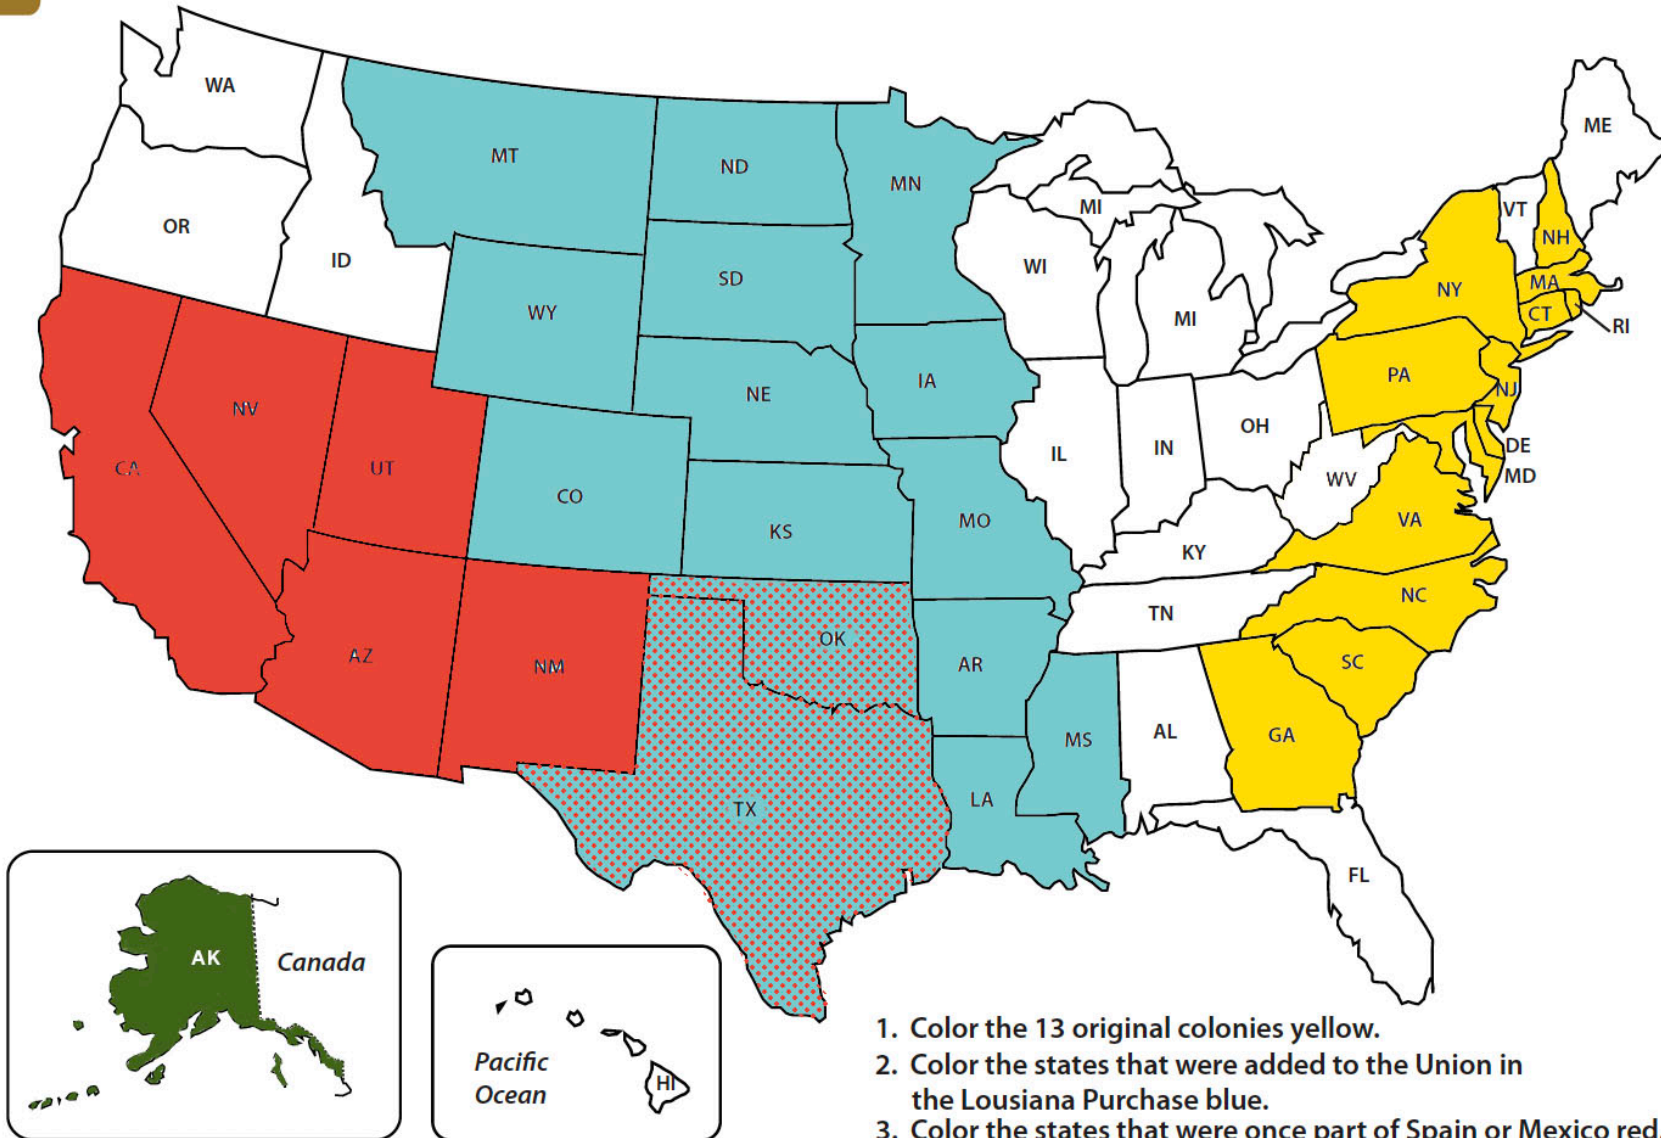 WA
MT
ND
MN
ME
OR
ID
VT
NH
MI
WI
SD
NY
MA
CT
RI
WY
MI
IA
PA
NJ
NE
NV
OH
DE
IL
IN
CA
UT
MD
WV
CO
VA
MO
KS
KY
NC
TN
OK
AZ
NM
AR
SC
MS
AL
GA
LA
TX
FL
AK
Canada
Pacific
Ocean
HI
1. Color the 13 original colonies yellow.
2. Color the states that were added to the Union in
the Lousiana Purchase blue.
3. Color the states that were once part of Spain or Mexico red.